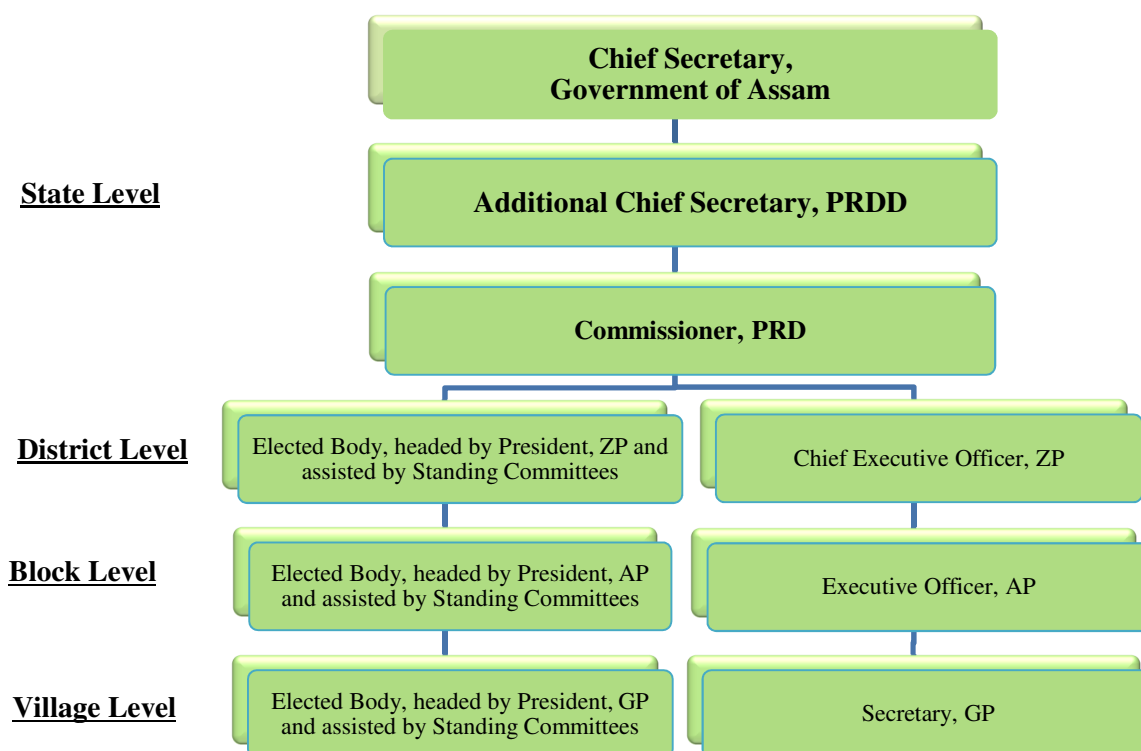 Chief Secretary,
Government of Assam
State Level
Additional Chief Secretary, PRDD
Commissioner, PRD
District Level
Elected Body, headed by President, ZP and
assisted by Standing Committees
Chief Executive Officer, ZP
Block Level
Elected Body, headed by President, AP
and assisted by Standing Committees
Executive Officer, AP
Village Level
Elected Body, headed by President, GP
and assisted by Standing Committees
Secretary, GP